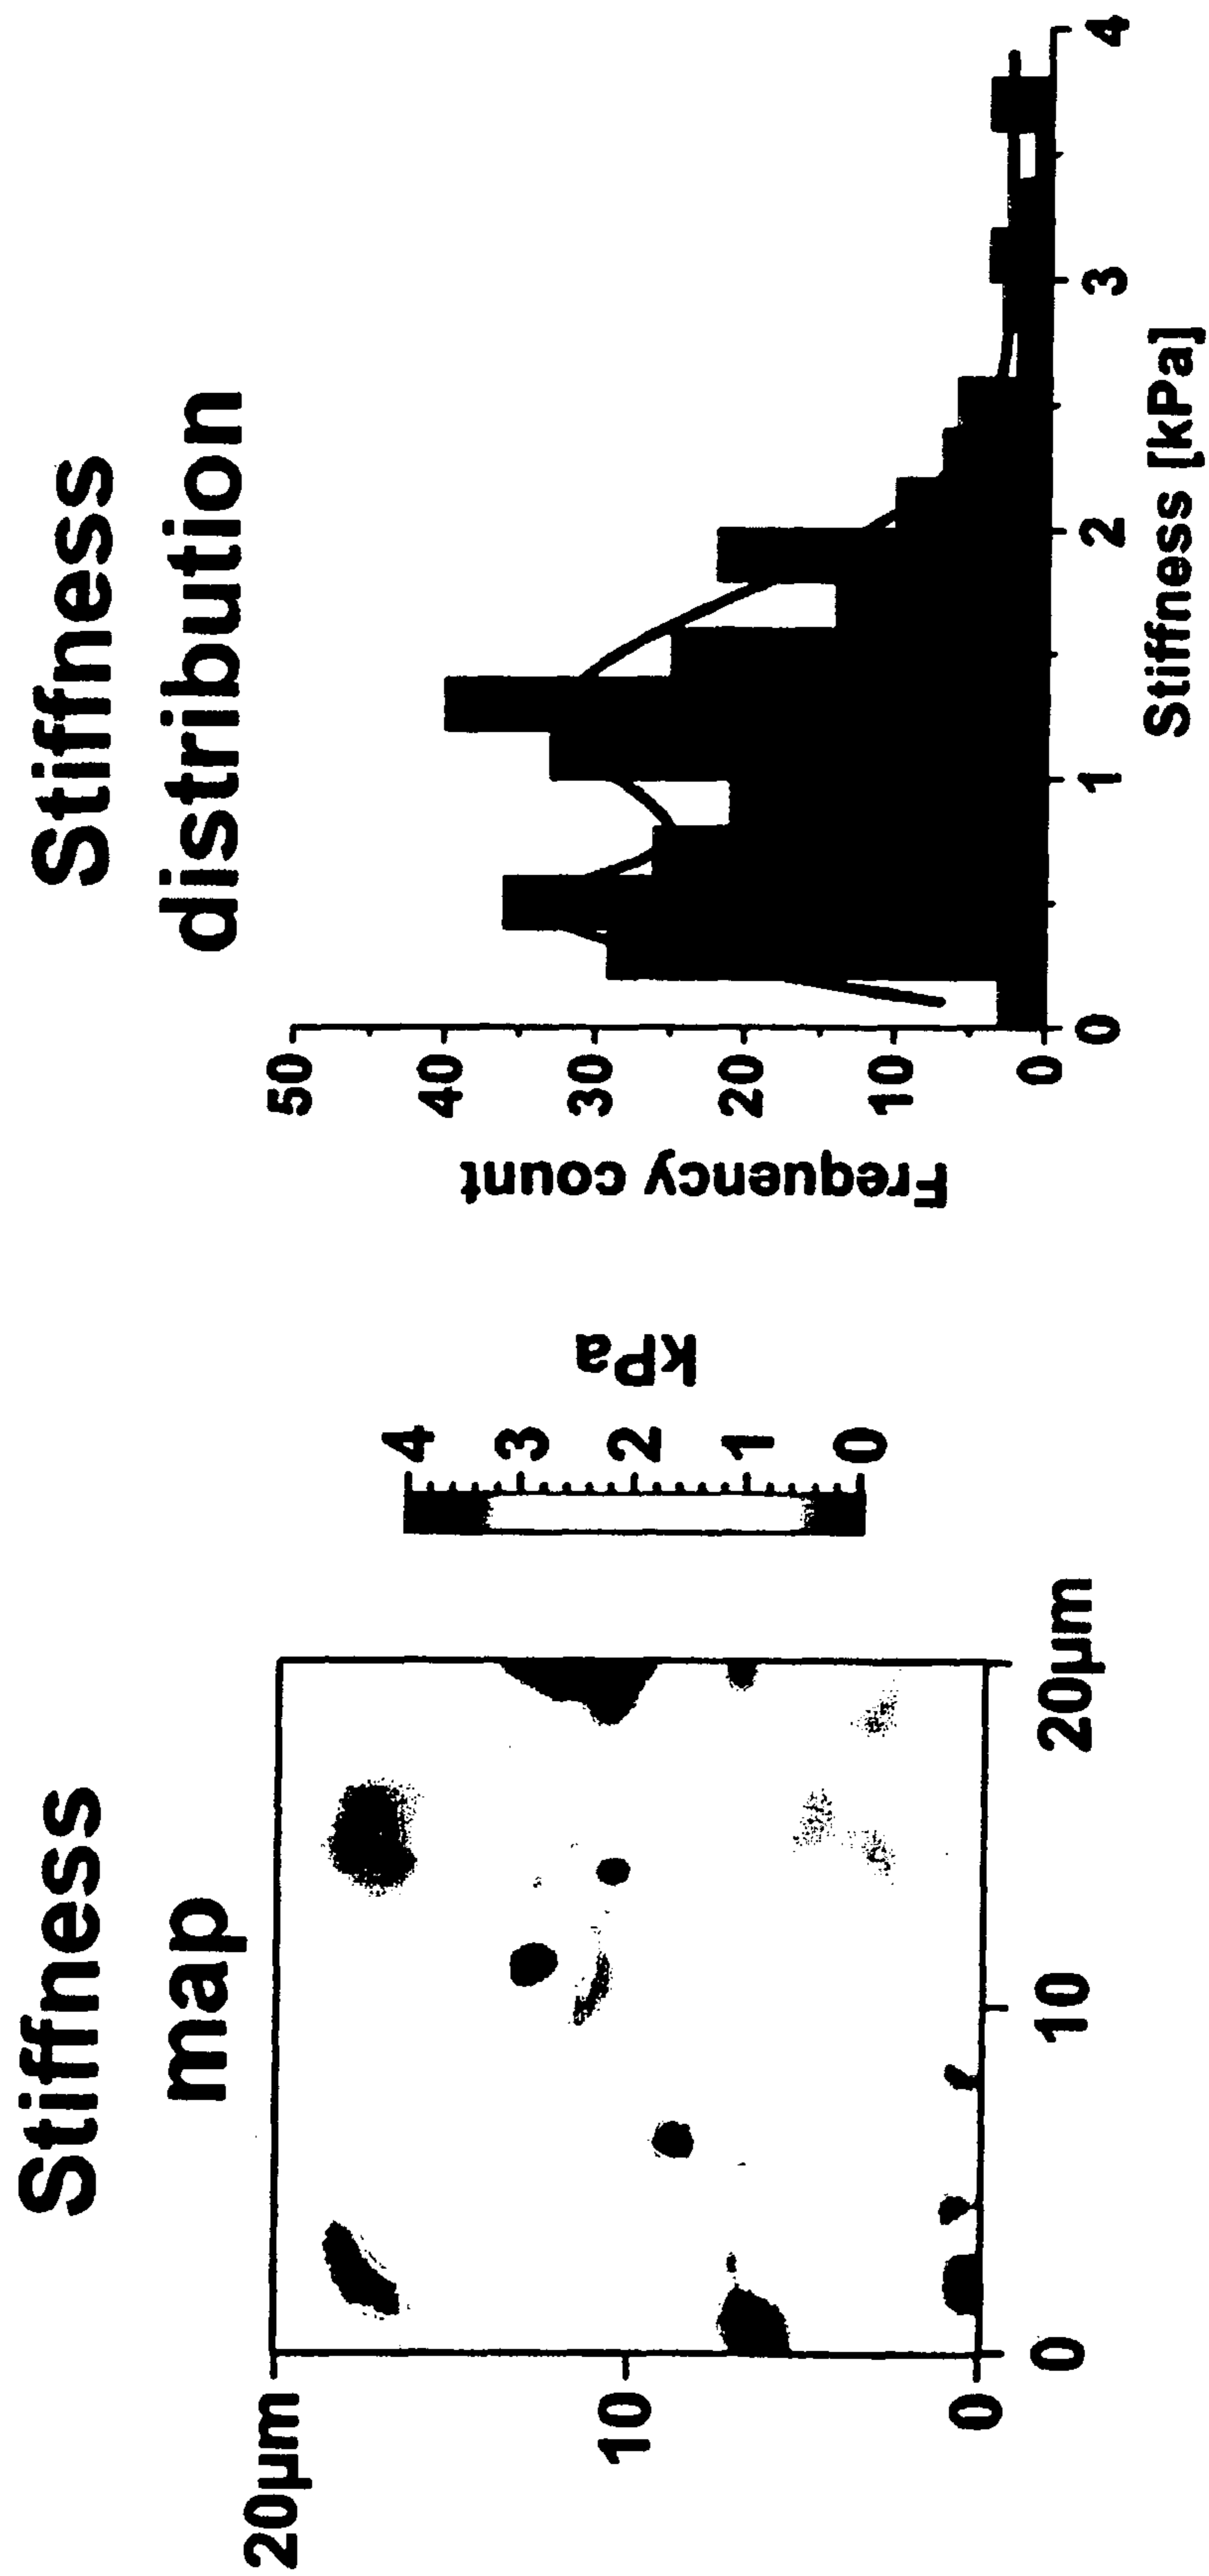 Stiffness
map
20µm
10
0
0
10
20µm
4
3
2
1
0
kPa
Stiffness
distribution
Frequency count
50
40
30
20
10
0
0
1
2
3
4
Stiffness [kPa]